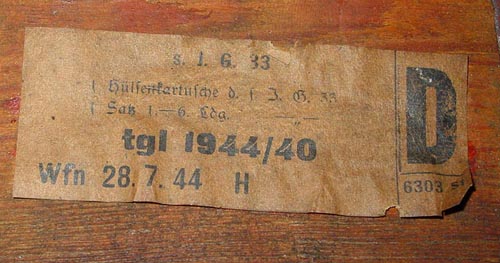 s. I. G. 33
1 Hülsenkartusche d. s. I. G. 33
1 Satz 1.—6. Ldg. —„—
tgl 1944/40
Wfn 28. 7. 44 H
D
6303